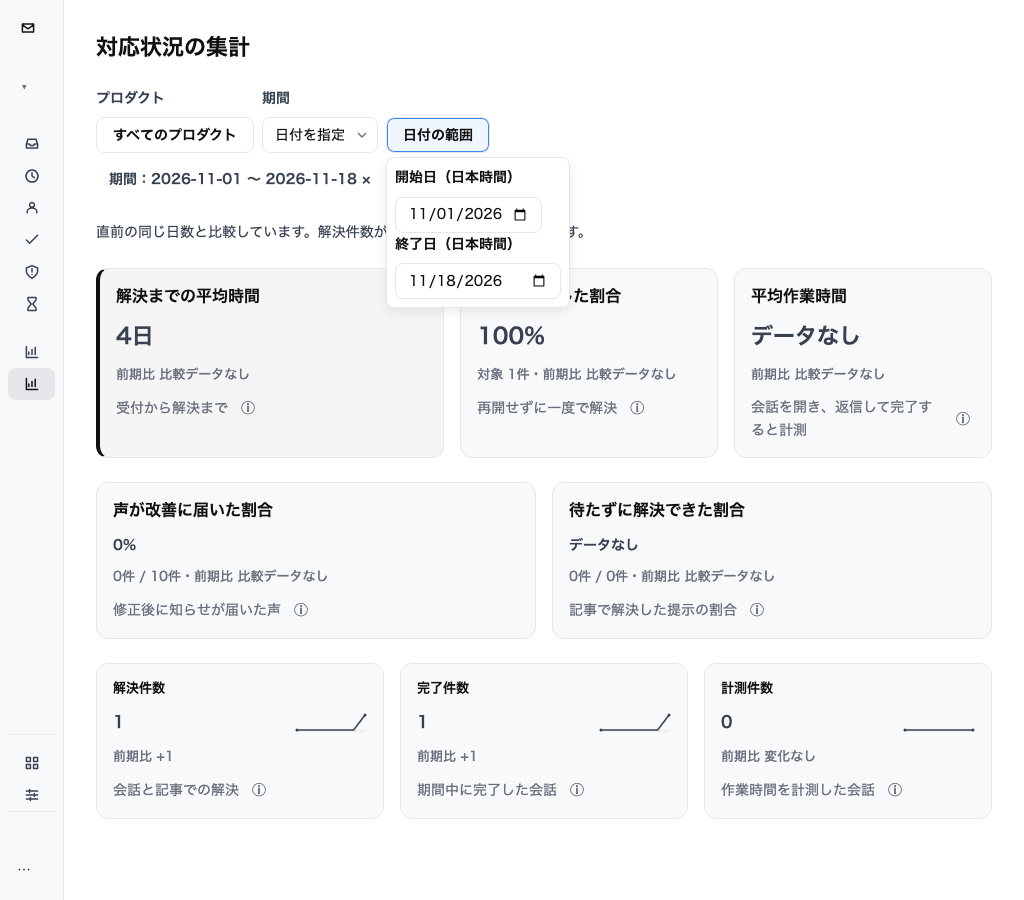 対応状況の集計
プロダクト
期間
すべてのプロダクト
日付を指定
日付の範囲
期間：2026-11-01 〜 2026-11-18 ×
開始日（日本時間）
11/01/2026
終了日（日本時間）
11/18/2026
直前の同じ日数と比較しています。解決件数が
す。
解決までの平均時間
4日
前期比 比較データなし
受付から解決まで
た割合
100%
対象 1件・前期比 比較データなし
再開せずに一度で解決
平均作業時間
データなし
前期比 比較データなし
会話を開き、返信して完了す
ると計測
声が改善に届いた割合
0%
0件 / 10件・前期比 比較データなし
修正後に知らせが届いた声
待たずに解決できた割合
データなし
0件 / 0件・前期比 比較データなし
記事で解決した提示の割合
解決件数
1
前期比 +1
会話と記事での解決
完了件数
1
前期比 +1
期間中に完了した会話
計測件数
0
前期比 変化なし
作業時間を計測した会話